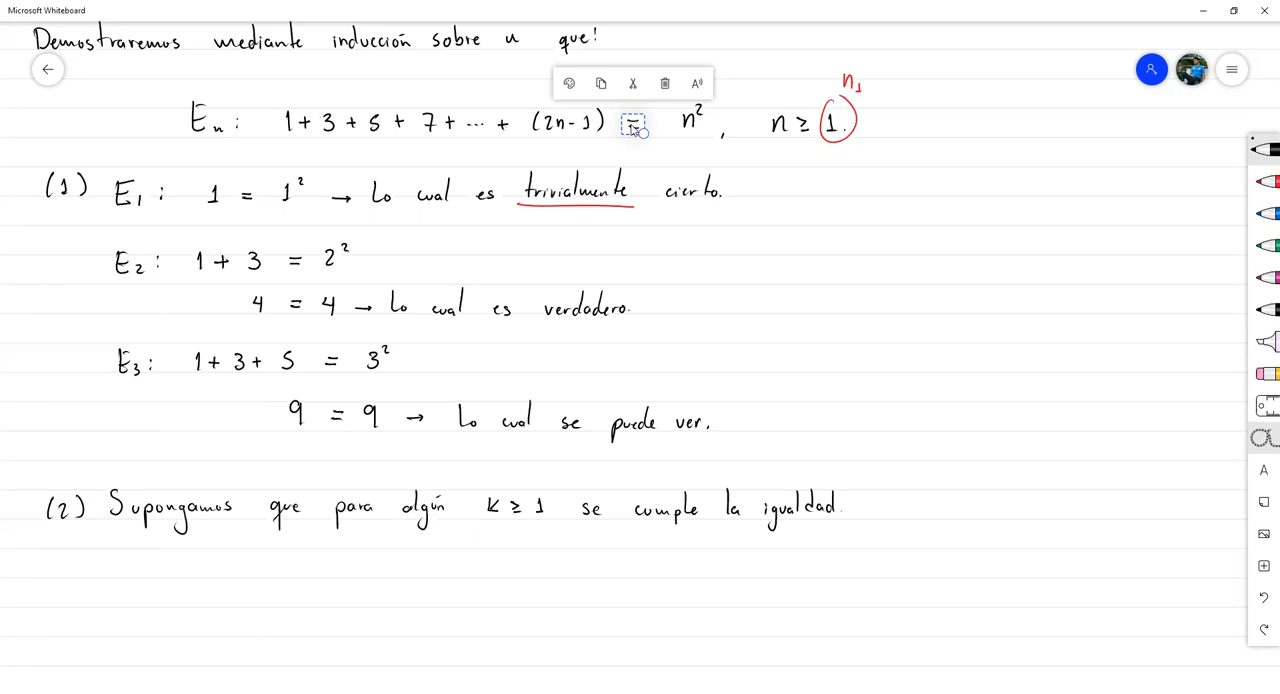 Microsoft Whiteboard
Demostraremos mediante inducción sobre n que:
n₁
Eₙ: 1 + 3 + 5 + 7 + ... + (2n - 1) = n², n ≥ 1.
(1) E₁: 1 = 1² → Lo cual es trivialmente cierto.
E₂: 1 + 3 = 2²
4 = 4 → Lo cual es verdadero.
E₃: 1 + 3 + 5 = 3²
9 = 9 → Lo cual se puede ver.
(2) Supongamos que para algún k ≥ 1 se cumple la igualdad.